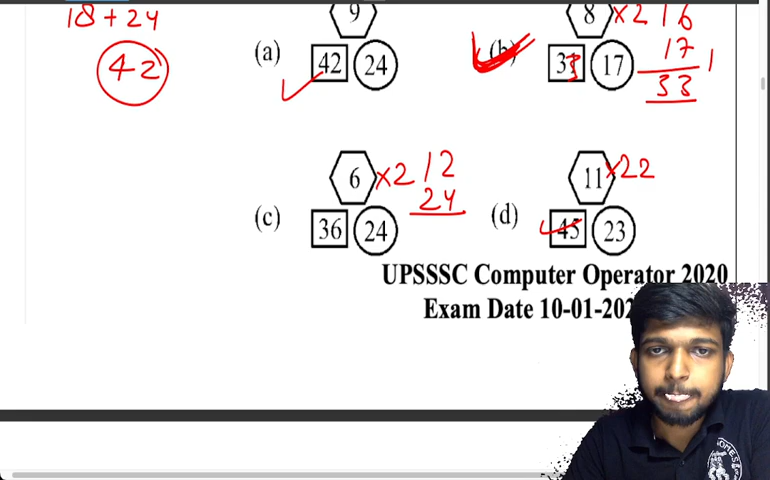 18 + 24
42
9
(a) 42 24
8 ×2 16
17 1
33
(b) 17
6 ×2 12
24
(c) 36 24
11 ×22
(d) 45 23
UPSSSC Computer Operator 2020
Exam Date 10-01-202